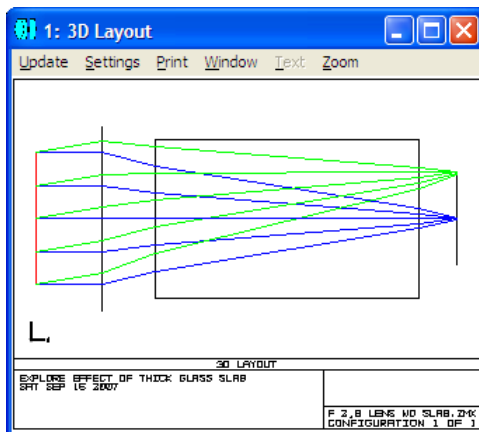 1: 3D Layout
Update Settings Print Window Text Zoom
3D LAYOUT
EXPLORE EFFECT OF THICK GLASS SLAB
SAT SEP 15 2007
F 2,8 LENS NO SLAB.ZMX
CONFIGURATION 1 OF 1